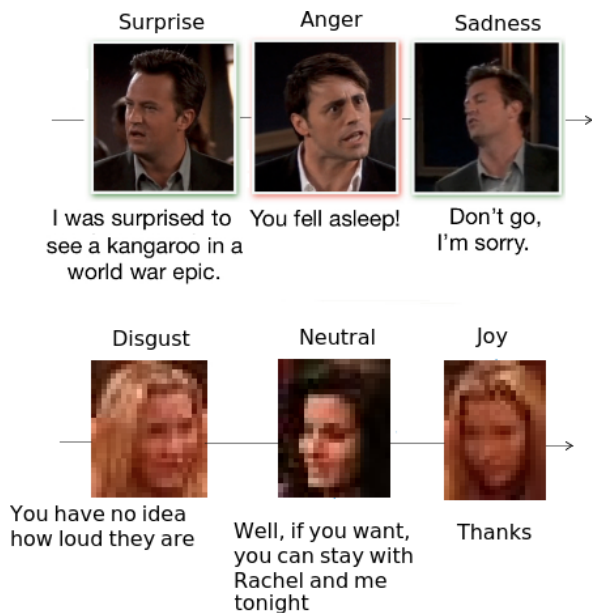 Surprise Anger Sadness
I was surprised to
see a kangaroo in a
world war epic.
You fell asleep!
Don't go,
I'm sorry.
Disgust Neutral Joy
You have no idea
how loud they are
Well, if you want,
you can stay with
Rachel and me
tonight
Thanks